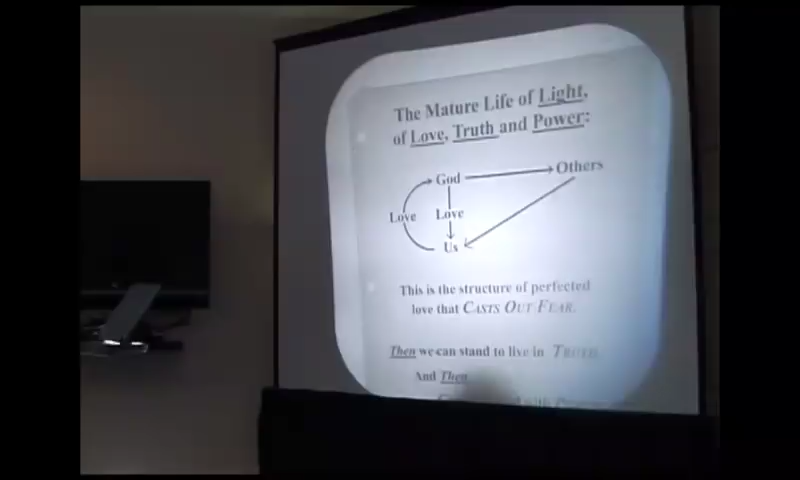 The Mature Life of Light,
of Love, Truth and Power:
God Others
Love Love
Us
This is the structure of perfected
love that CASTS OUT FEAR.
Then we can stand to live in TRUTH
And Then